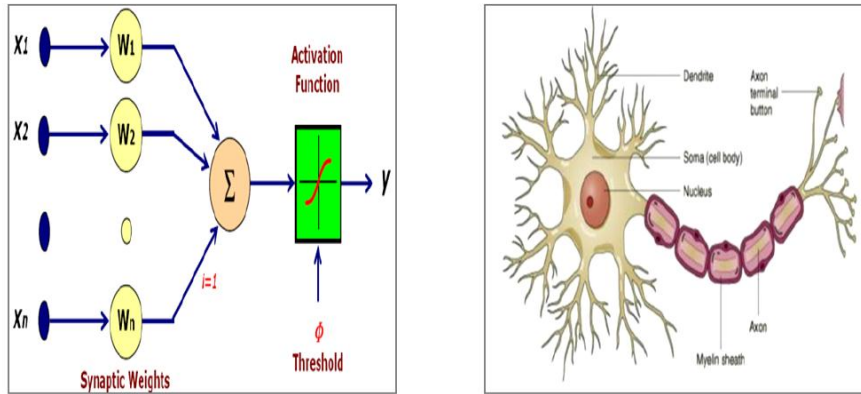 X1
W1
Activation
Function
X2
W2
Σ
y
i=1
Xn
Wn
ϕ
Threshold
Synaptic Weights
Dendrite
Axon
terminal
button
Soma (cell body)
Nucleus
Axon
Myelin sheath